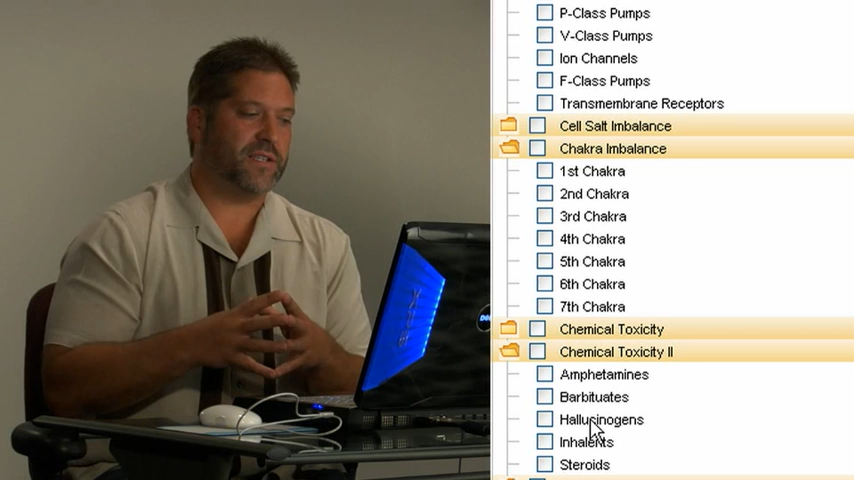 P-Class Pumps
V-Class Pumps
Ion Channels
F-Class Pumps
Transmembrane Receptors
Cell Salt Imbalance
Chakra Imbalance
1st Chakra
2nd Chakra
3rd Chakra
4th Chakra
5th Chakra
6th Chakra
7th Chakra
Chemical Toxicity
Chemical Toxicity II
Amphetamines
Barbituates
Hallucinogens
Inhalents
Steroids
XPS